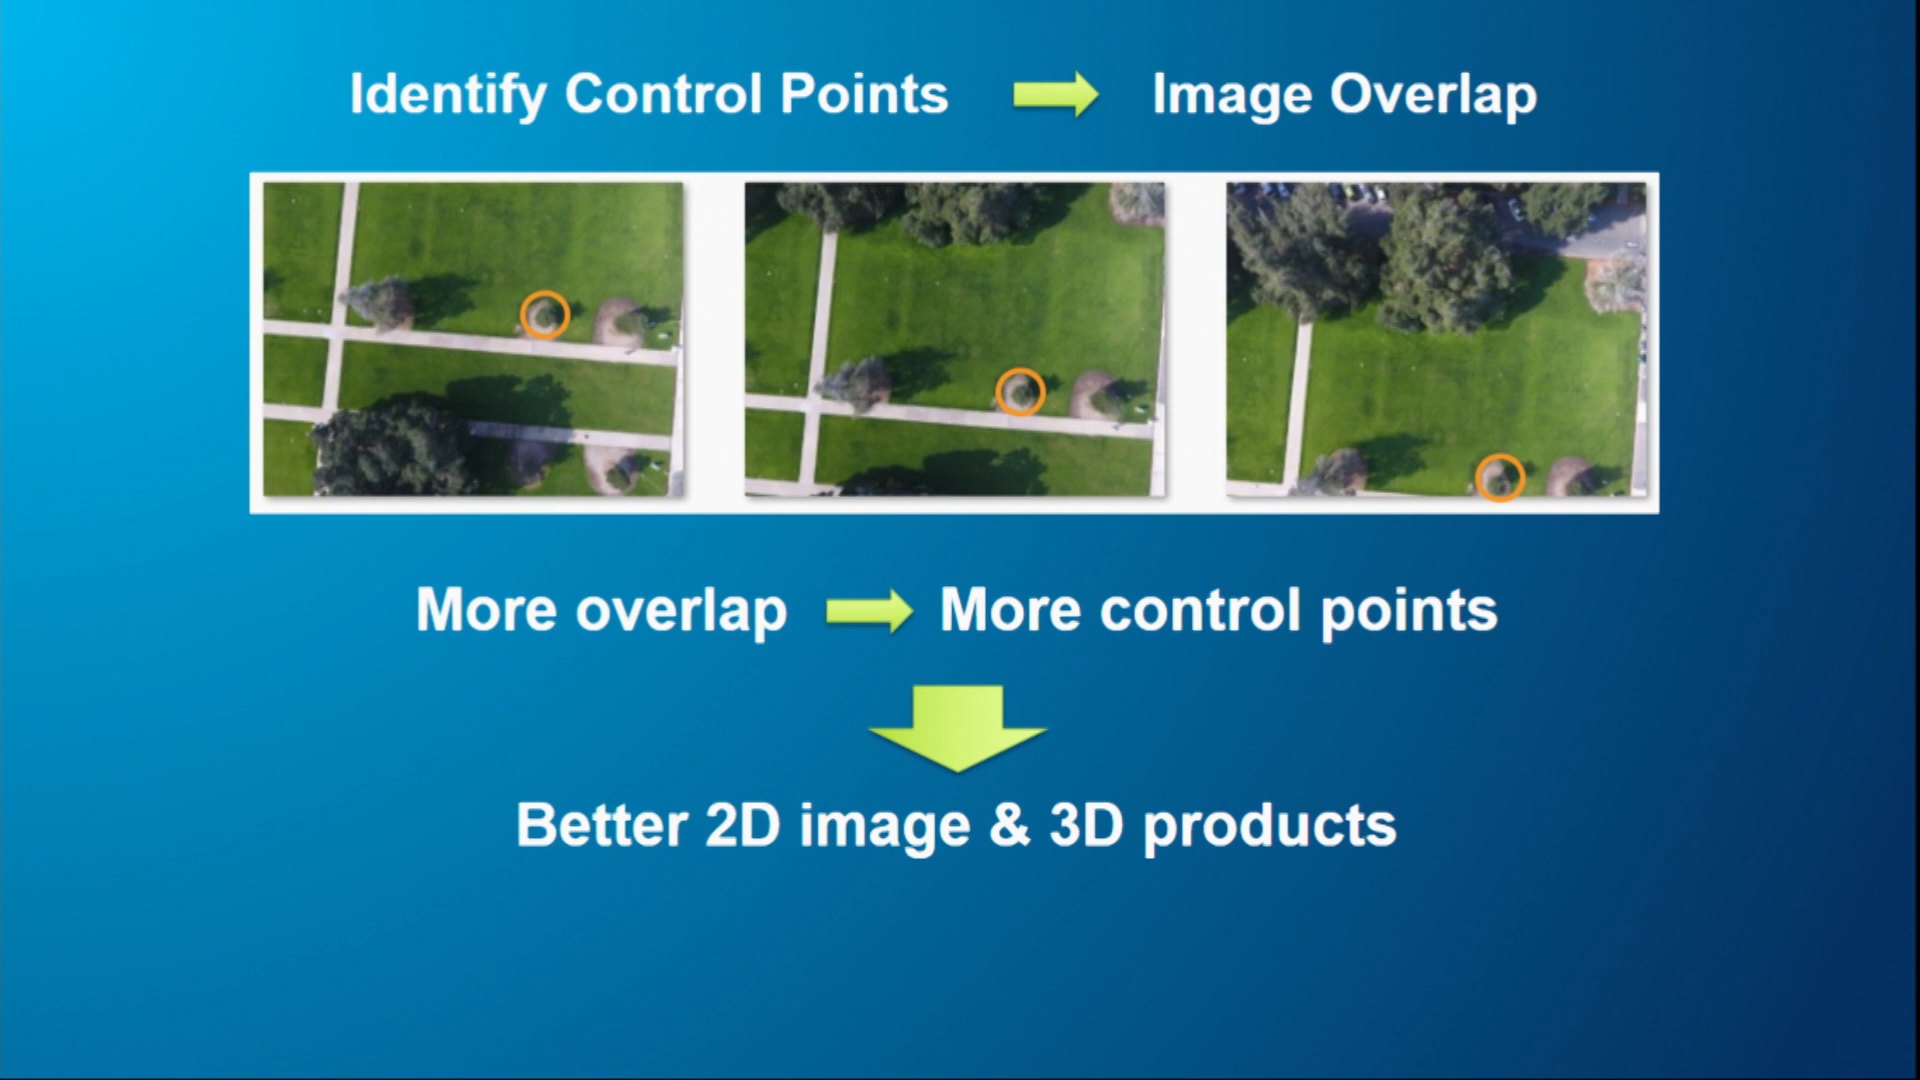 Identify Control Points Image Overlap
More overlap More control points
Better 2D image & 3D products